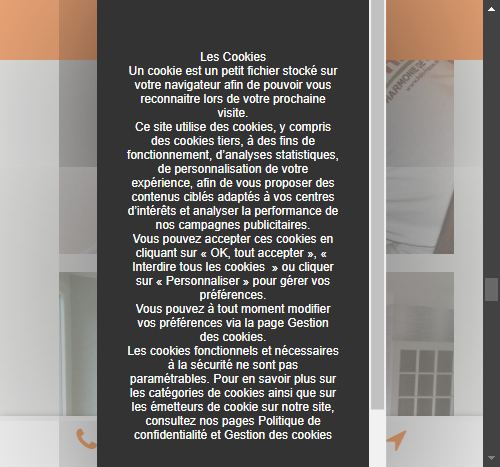 Les Cookies
Un cookie est un petit fichier stocké sur
votre navigateur afin de pouvoir vous
reconnaitre lors de votre prochaine
visite.
Ce site utilise des cookies, y compris
des cookies tiers, à des fins de
fonctionnement, d'analyses statistiques,
de personnalisation de votre
expérience, afin de vous proposer des
contenus ciblés adaptés à vos centres
d'intérêts et analyser la performance de
nos campagnes publicitaires.
Vous pouvez accepter ces cookies en
cliquant sur « OK, tout accepter », «
Interdire tous les cookies » ou cliquer
sur « Personnaliser » pour gérer vos
préférences.
Vous pouvez à tout moment modifier
vos préférences via la page Gestion
des cookies.
Les cookies fonctionnels et nécessaires
à la sécurité ne sont pas
paramétrables. Pour en savoir plus sur
les catégories de cookies ainsi que sur
les émetteurs de cookie sur notre site,
consultez nos pages Politique de
confidentialité et Gestion des cookies